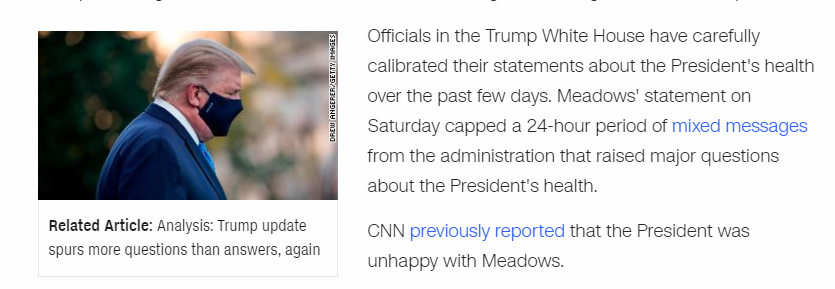 Officials in the Trump White House have carefully
calibrated their statements about the President's health
over the past few days. Meadows' statement on
Saturday capped a 24-hour period of mixed messages
from the administration that raised major questions
about the President's health.
CNN previously reported that the President was
unhappy with Meadows.
DREW ANGERER/GETTY IMAGES
Related Article: Analysis: Trump update
spurs more questions than answers, again